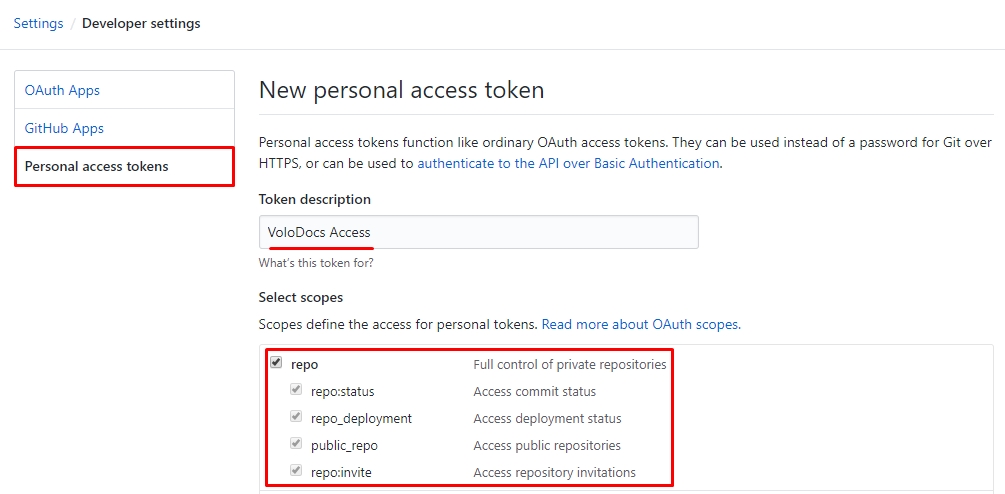 Settings / Developer settings
OAuth Apps
GitHub Apps
Personal access tokens
New personal access token
Personal access tokens function like ordinary OAuth access tokens. They can be used instead of a password for Git over
HTTPS, or can be used to authenticate to the API over Basic Authentication.
Token description
VoloDocs Access
What's this token for?
Select scopes
Scopes define the access for personal tokens. Read more about OAuth scopes.
repo Full control of private repositories
repo:status Access commit status
repo_deployment Access deployment status
public_repo Access public repositories
repo:invite Access repository invitations